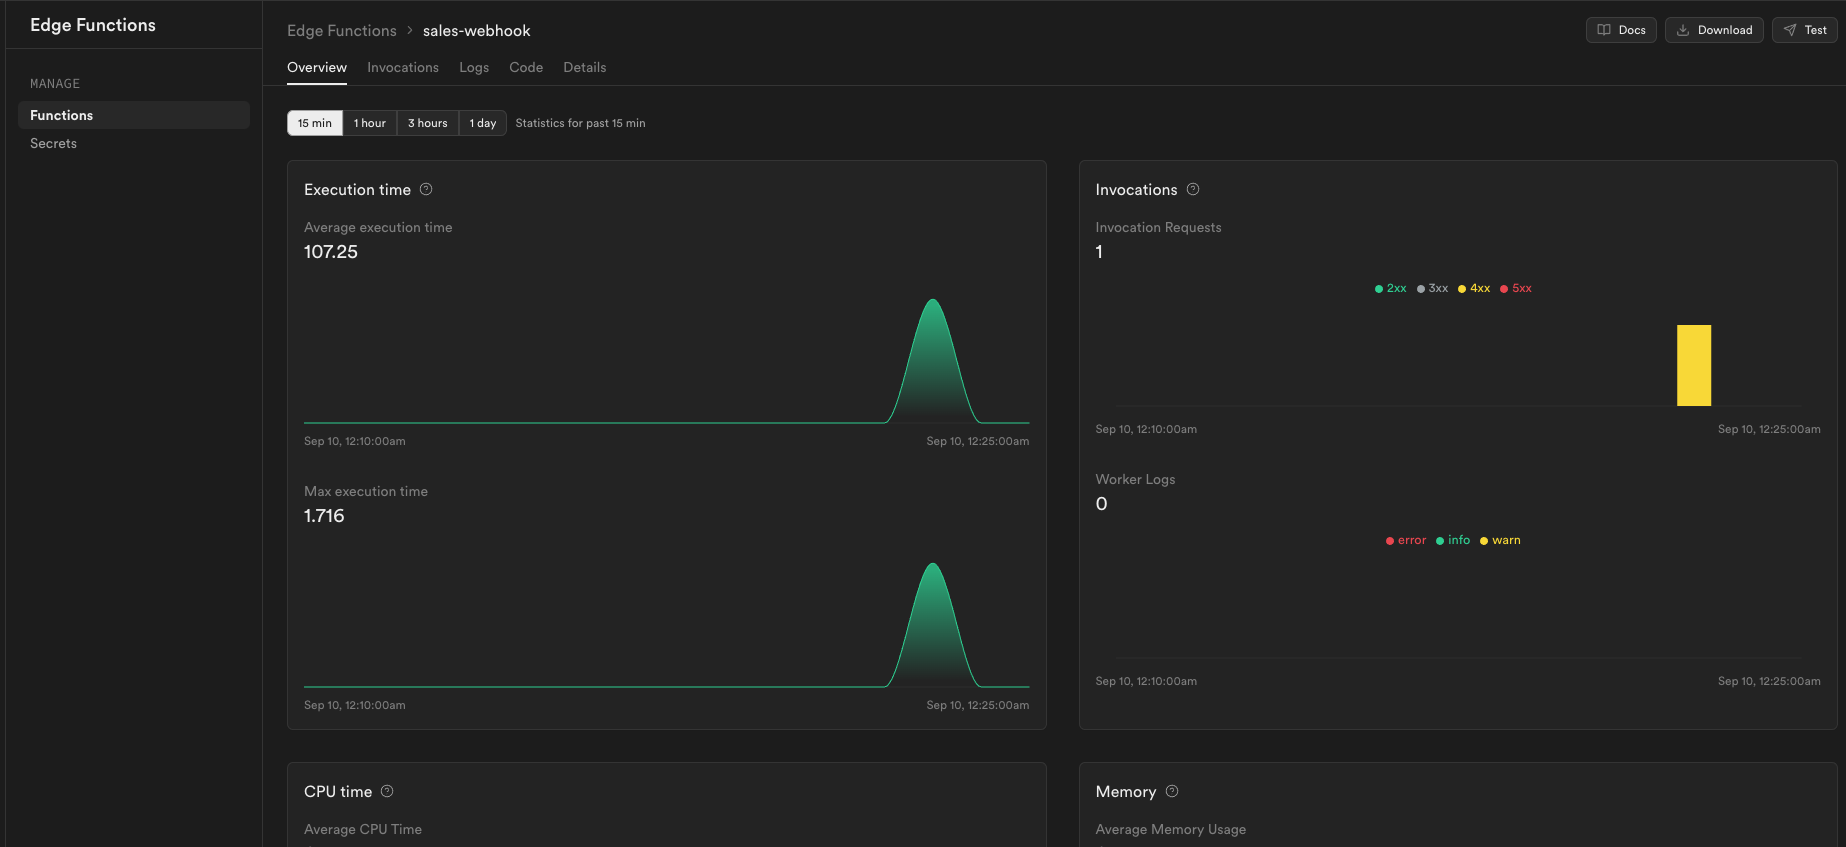 Edge Functions
MANAGE
Functions
Secrets
Edge Functions > sales-webhook
Docs
Download
Test
Overview Invocations Logs Code Details
15 min 1 hour 3 hours 1 day Statistics for past 15 min
Execution time
Average execution time
107.25
Sep 10, 12:10:00am Sep 10, 12:25:00am
Max execution time
1.716
Sep 10, 12:10:00am Sep 10, 12:25:00am
Invocations
Invocation Requests
1
2xx 3xx 4xx 5xx
Sep 10, 12:10:00am Sep 10, 12:25:00am
Worker Logs
0
error info warn
Sep 10, 12:10:00am Sep 10, 12:25:00am
CPU time
Average CPU Time
Memory
Average Memory Usage